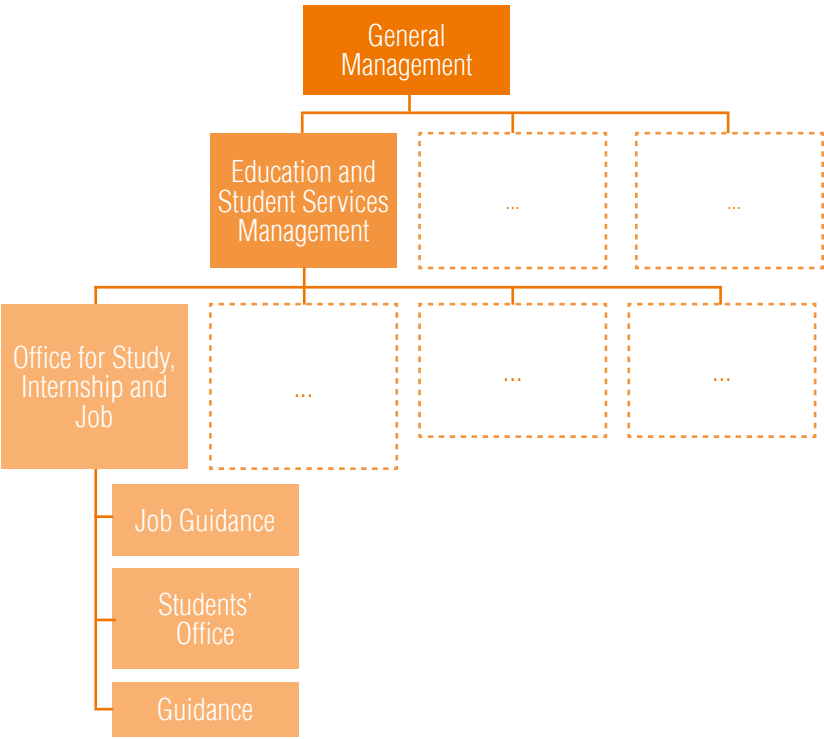 General
Management
Education and
Student Services
Management
...
...
Office for Study,
Internship and
Job
...
...
...
Job Guidance
Students’
Office
Guidance